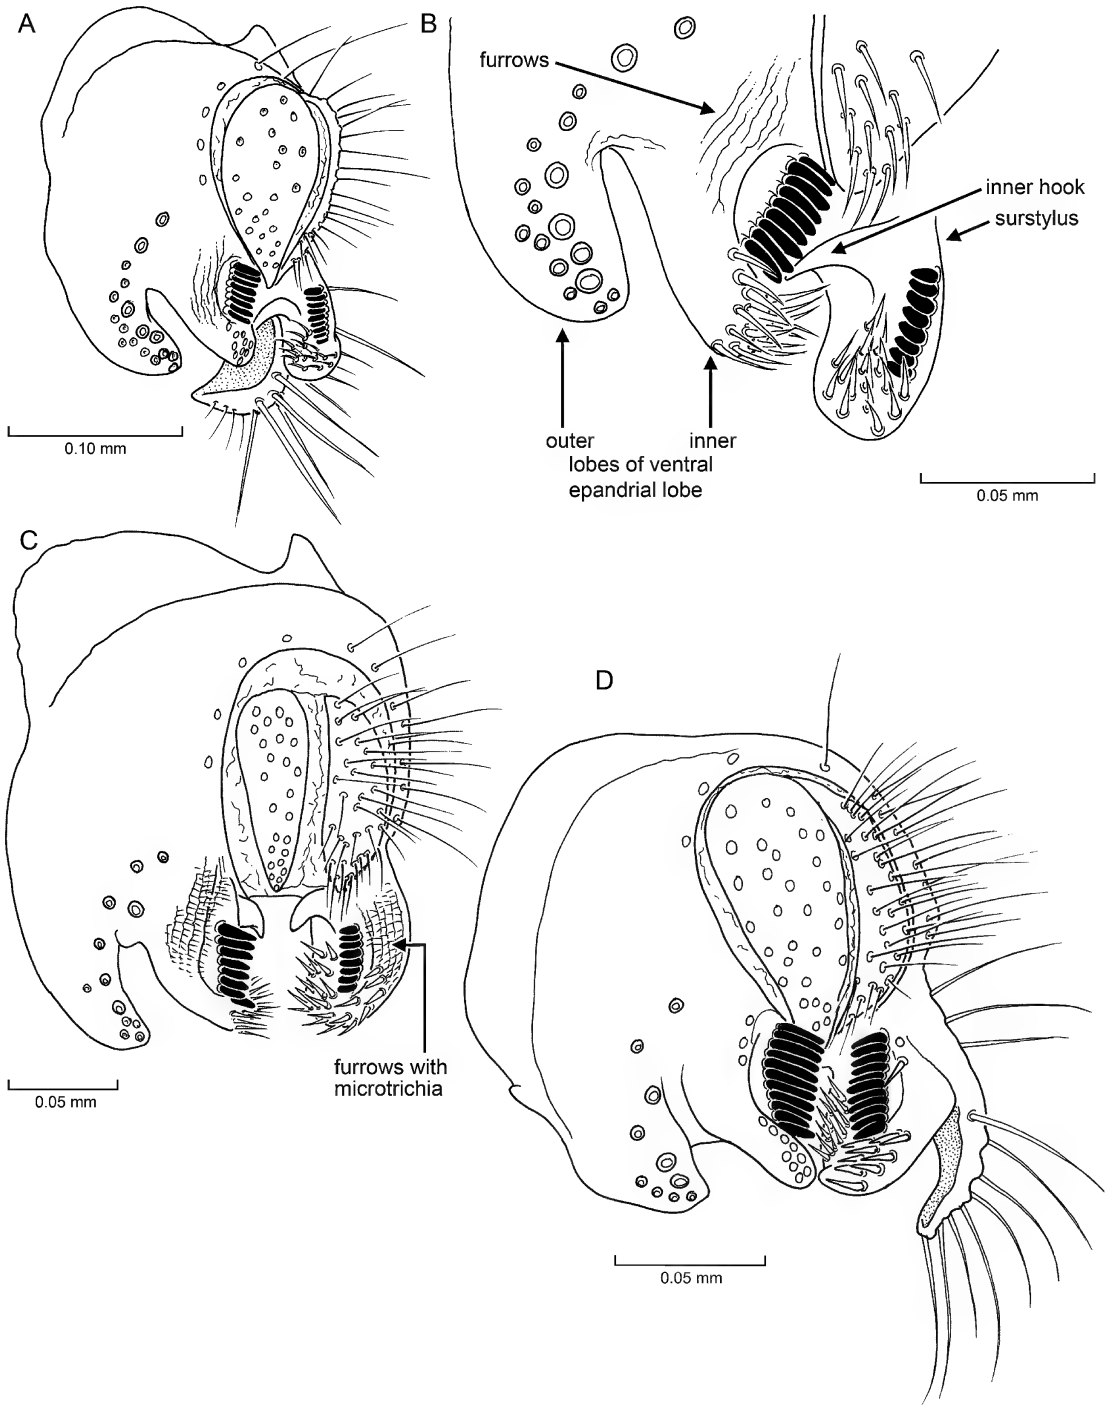 A
B
furrows
inner hook
surstylus
outer
inner
lobes of ventral
epandrial lobe
0.10 mm
0.05 mm
C
D
furrows with
microtrichia
0.05 mm
0.05 mm